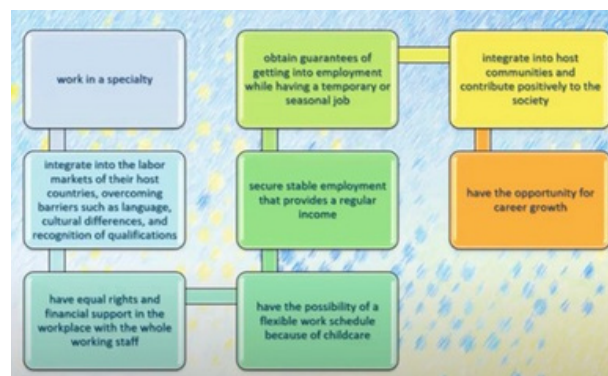 work in a specialty
integrate into the labor
markets of their host
countries, overcoming
barriers such as language,
cultural differences, and
recognition of qualifications
have equal rights and
financial support in the
workplace with the whole
working staff
have the possibility of a
flexible work schedule
because of childcare
secure stable employment
that provides a regular
income
obtain guarantees of
getting into employment
while having a temporary or
seasonal job
integrate into host
communities and
contribute positively to the
society
have the opportunity for
career growth